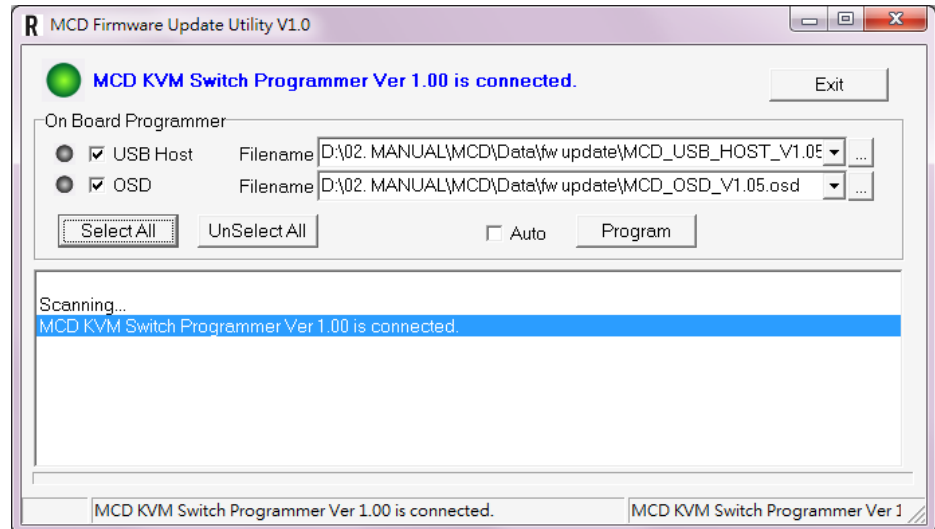 R MCD Firmware Update Utility V1.0
MCD KVM Switch Programmer Ver 1.00 is connected.
Exit
On Board Programmer
USB Host Filename D:\02. MANUAL\MCD\Data\fw update\MCD_USB_HOST_V1.05 ...
OSD Filename D:\02. MANUAL\MCD\Data\fw update\MCD_OSD_V1.05.osd ...
Select All UnSelect All Auto Program
Scanning...
MCD KVM Switch Programmer Ver 1.00 is connected.
MCD KVM Switch Programmer Ver 1.00 is connected. MCD KVM Switch Programmer Ver 1